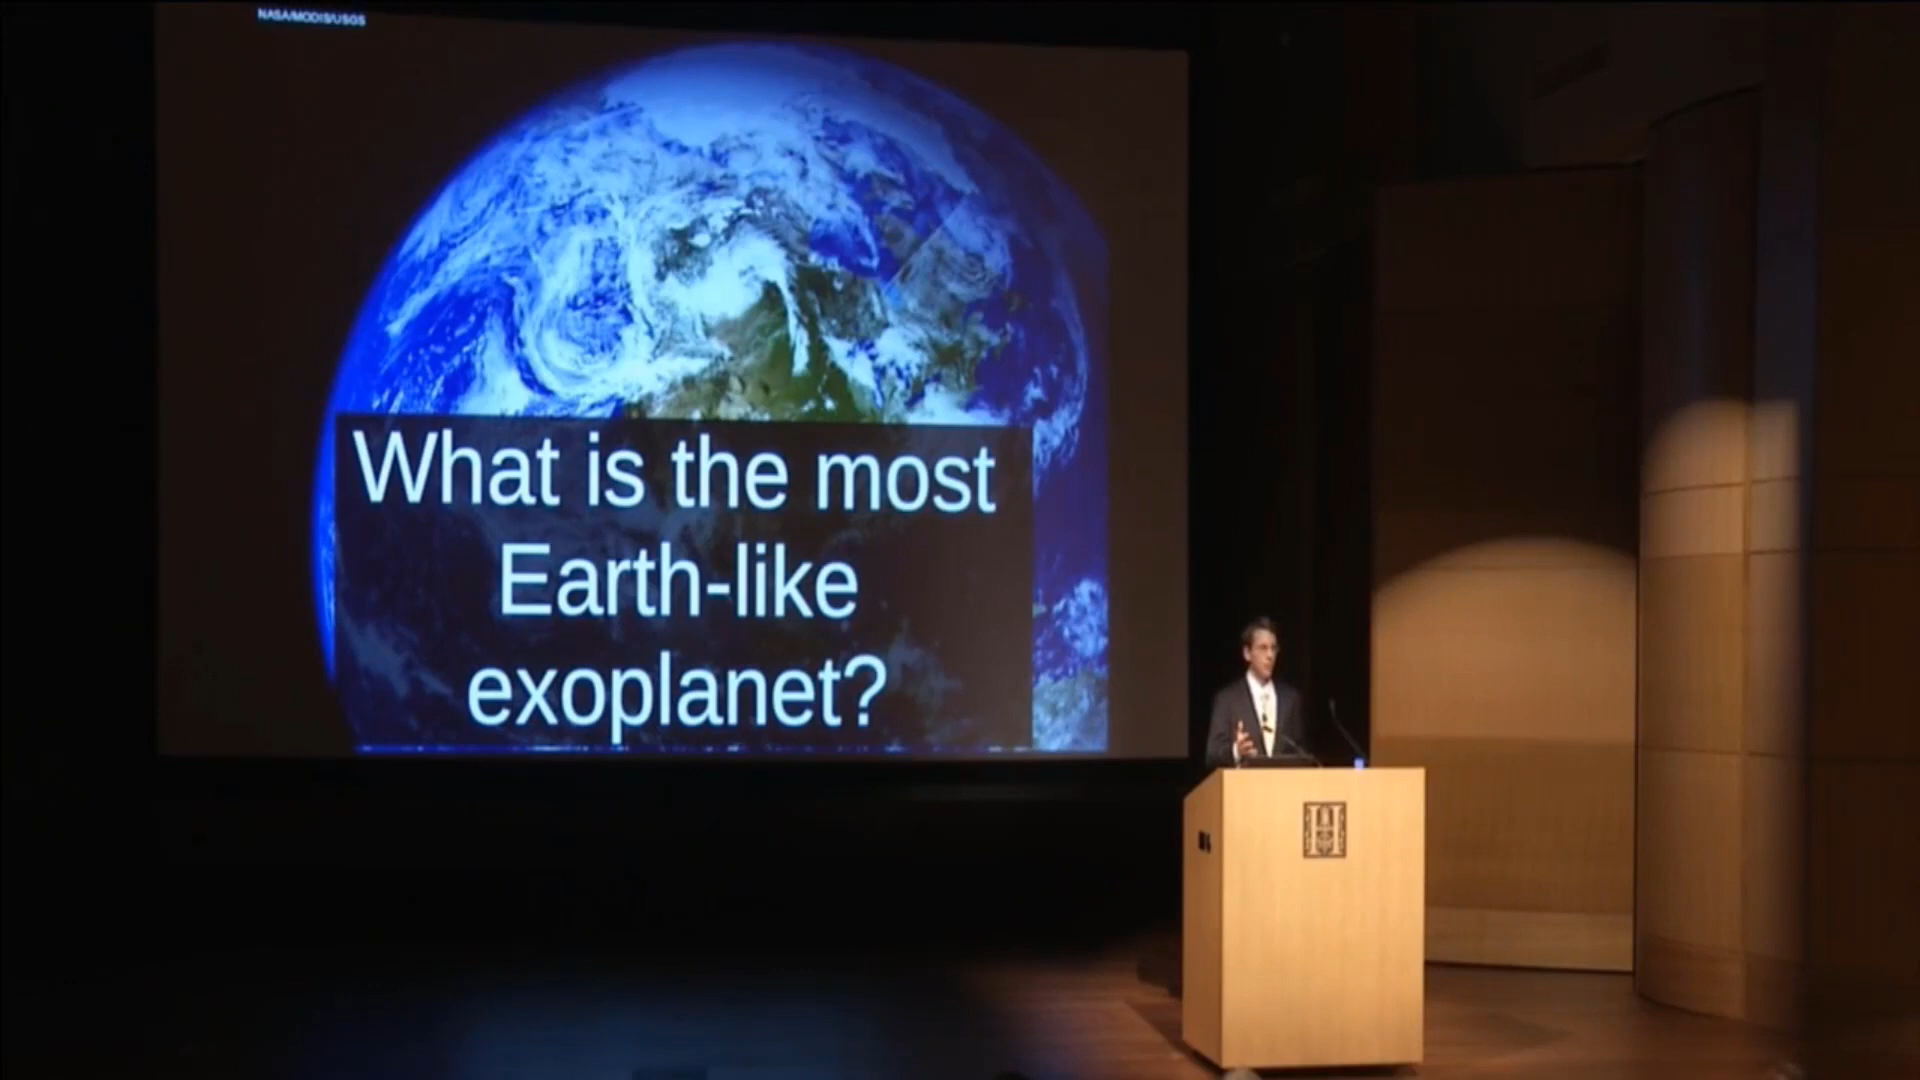 NASA/MODIS/USGS
What is the most
Earth-like
exoplanet?
H